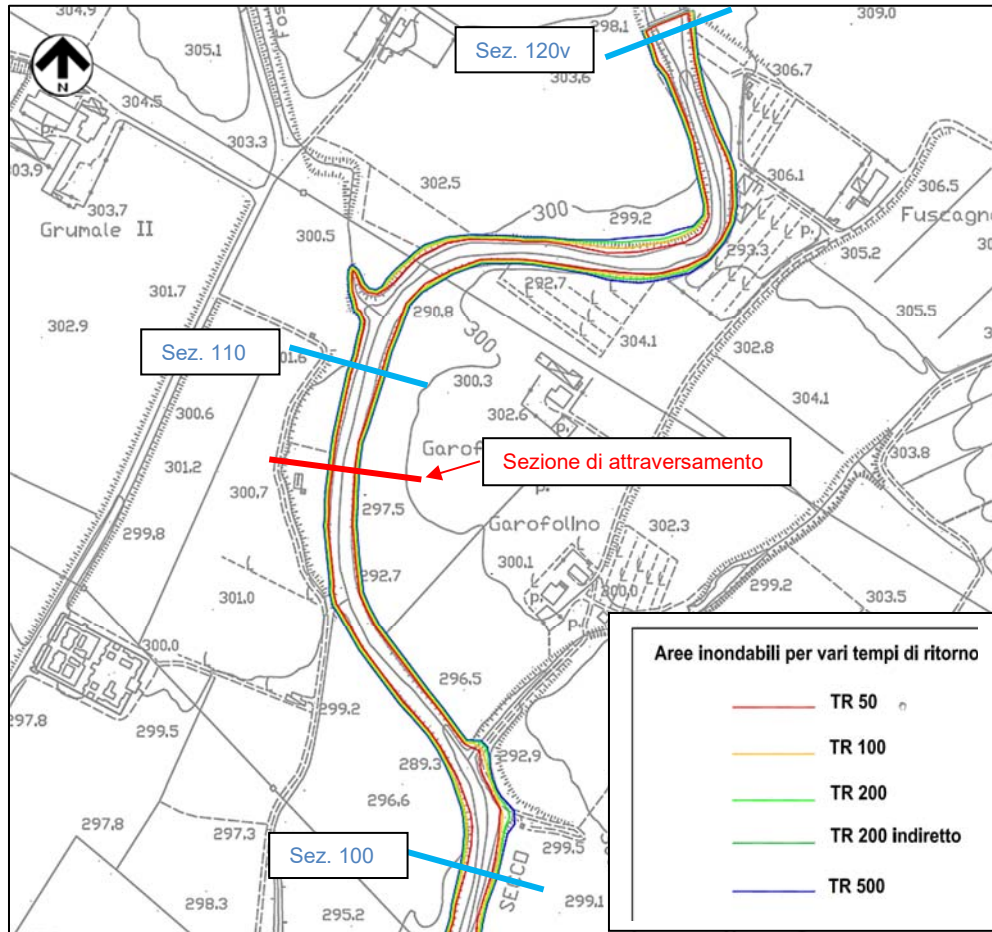 304.9
298.1
309.0
305.1
FOSSO
Sez. 120v
303.6
306.7
N
304.5
P.
303.3
303.9
302.5
306.1
306.5
303.7
300
299.2
Fuscagn
Grumale II
300.5
P.
305.2
293.3
301.7
292.7
290.8
302.9
305.5
300
304.1
Sez. 110
301.6
302.8
300.3
304.1
300.6
302.6
P.
301.2
Garof
Sezione di attraversamento
303.8
300.7
P.
297.5
Garofolino
302.3
299.8
300.1
292.7
299.2
301.0
200.0
303.5
P.
P.
300.0
Aree inondabili per vari tempi di ritorno
296.5
299.2
297.8
299.5
TR 50
292.9
289.3
TR 100
296.6
297.8
TR 200
297.3
299.5
Sez. 100
TR 200 indiretto
SECCO
299.1
298.3
TR 500
295.2